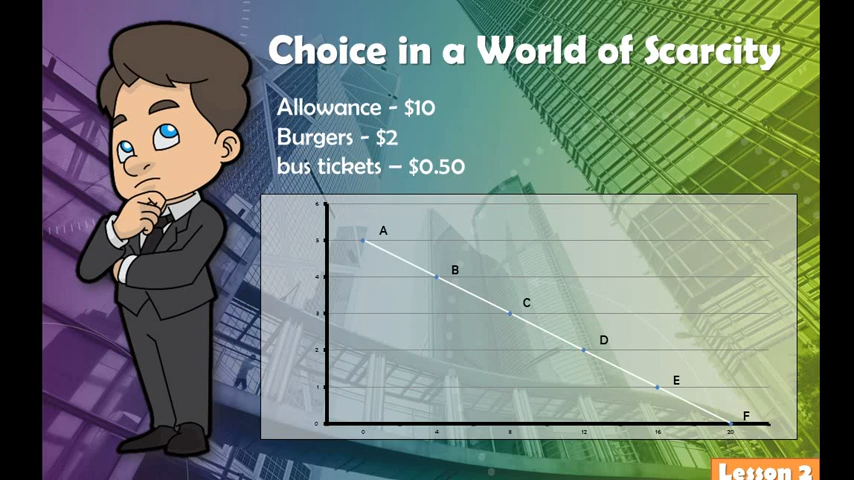 Choice in a World of Scarcity
Allowance - $10
Burgers - $2
bus tickets – $0.50
6
A
5
B
4
C
3
D
2
E
1
F
0
0 4 8 12 16 20
Lesson 2